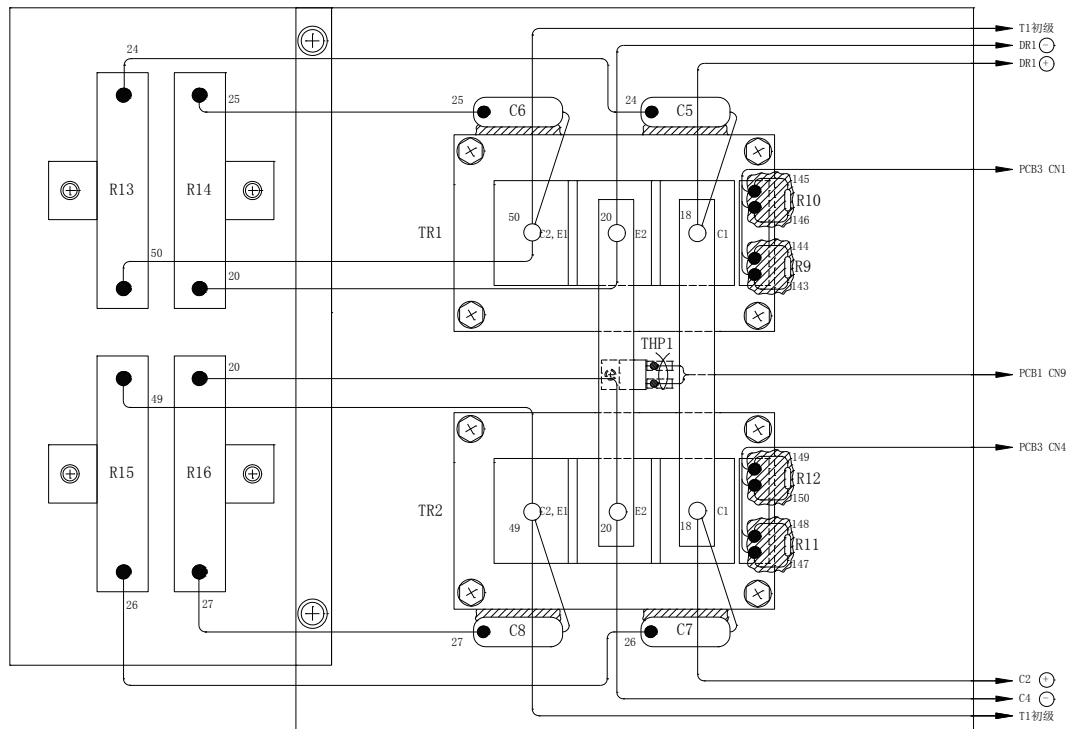 T1初级
DR1 -
DR1 +
24
25
25
C6
24
C5
PCB3 CN1
R13
R14
145
R10
146
TR1
50
C2,E1
20
E2
18
C1
144
R9
143
50
20
THP1
20
PCB1 CN9
49
PCB3 CN4
R15
R16
149
R12
150
TR2
49
C2,E1
20
E2
18
C1
148
R11
147
26
27
27
C8
26
C7
C2 +
C4 -
T1初级